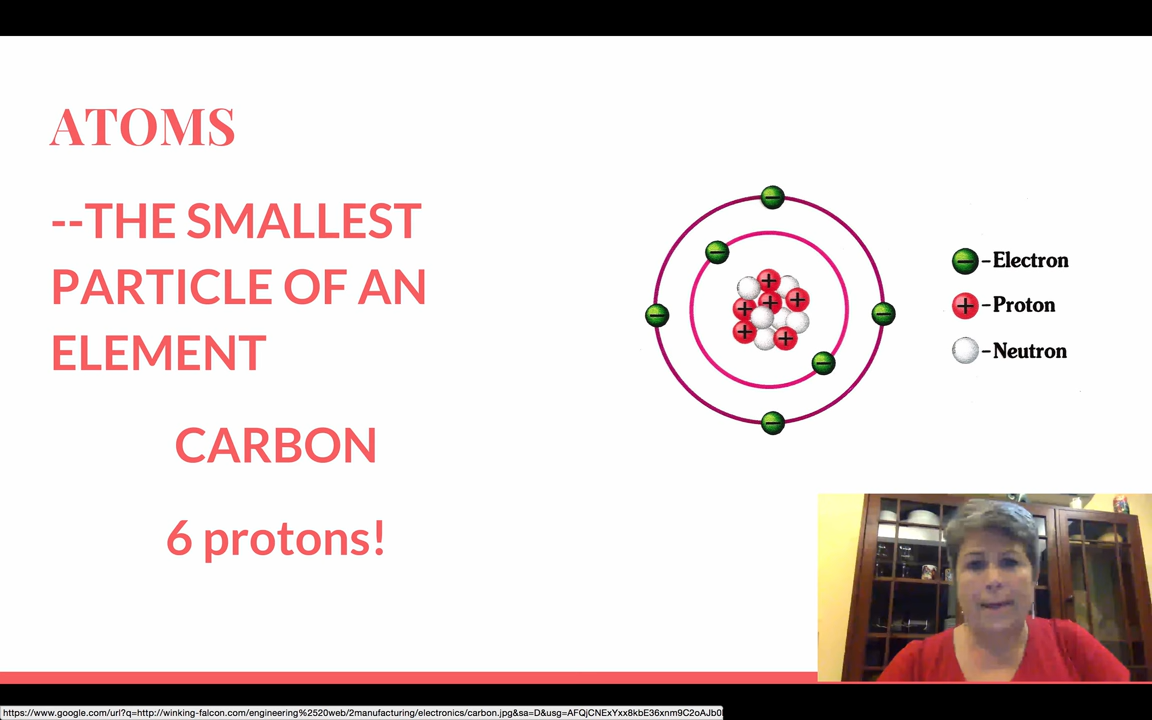 ATOMS
--THE SMALLEST
PARTICLE OF AN
ELEMENT
CARBON
6 protons!
-Electron
-Proton
-Neutron
https://www.google.com/url?q=http://winking-falcon.com/engineering%2520web/2manufacturing/electronics/carbon.jpg&sa=D&usg=AFQjCNExYxx8kbE36xnm9C2oAJb0